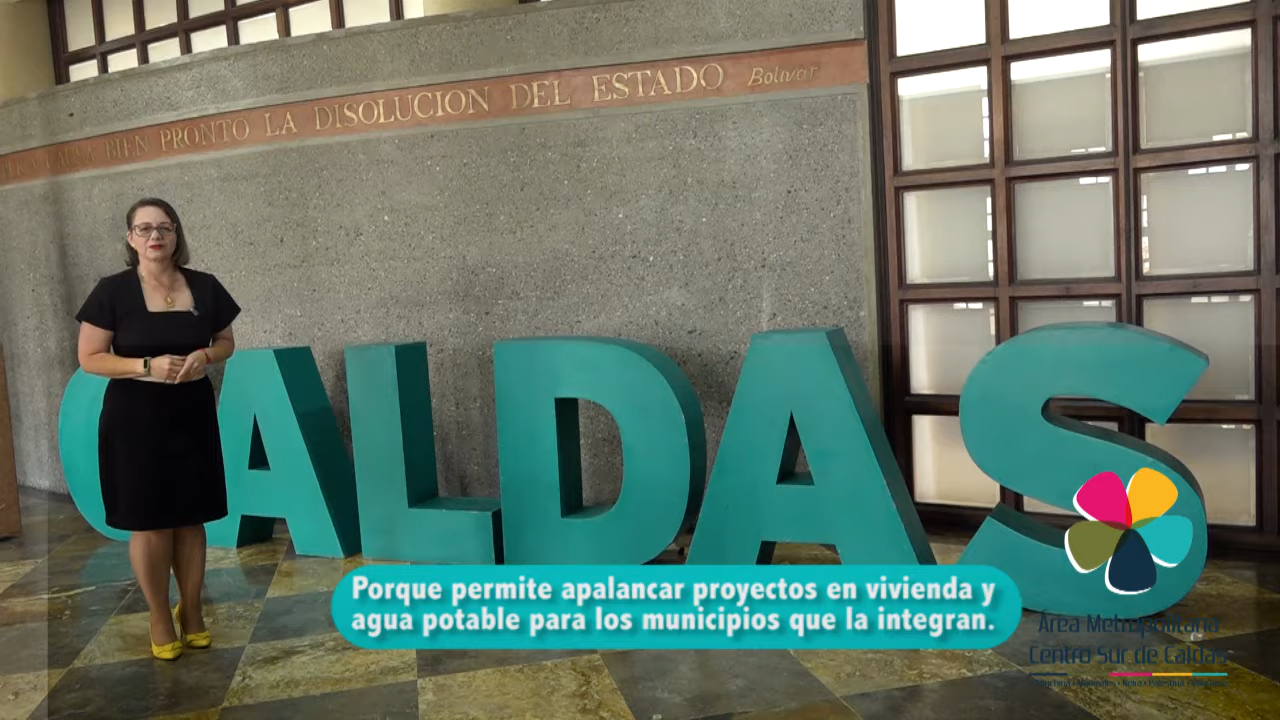 BIEN PRONTO LA DISOLUCION DEL ESTADO Bolívar
CALDAS
Porque permite apalancar proyectos en vivienda y
agua potable para los municipios que la integran.
Área Metropolitana
Centro Sur de Caldas